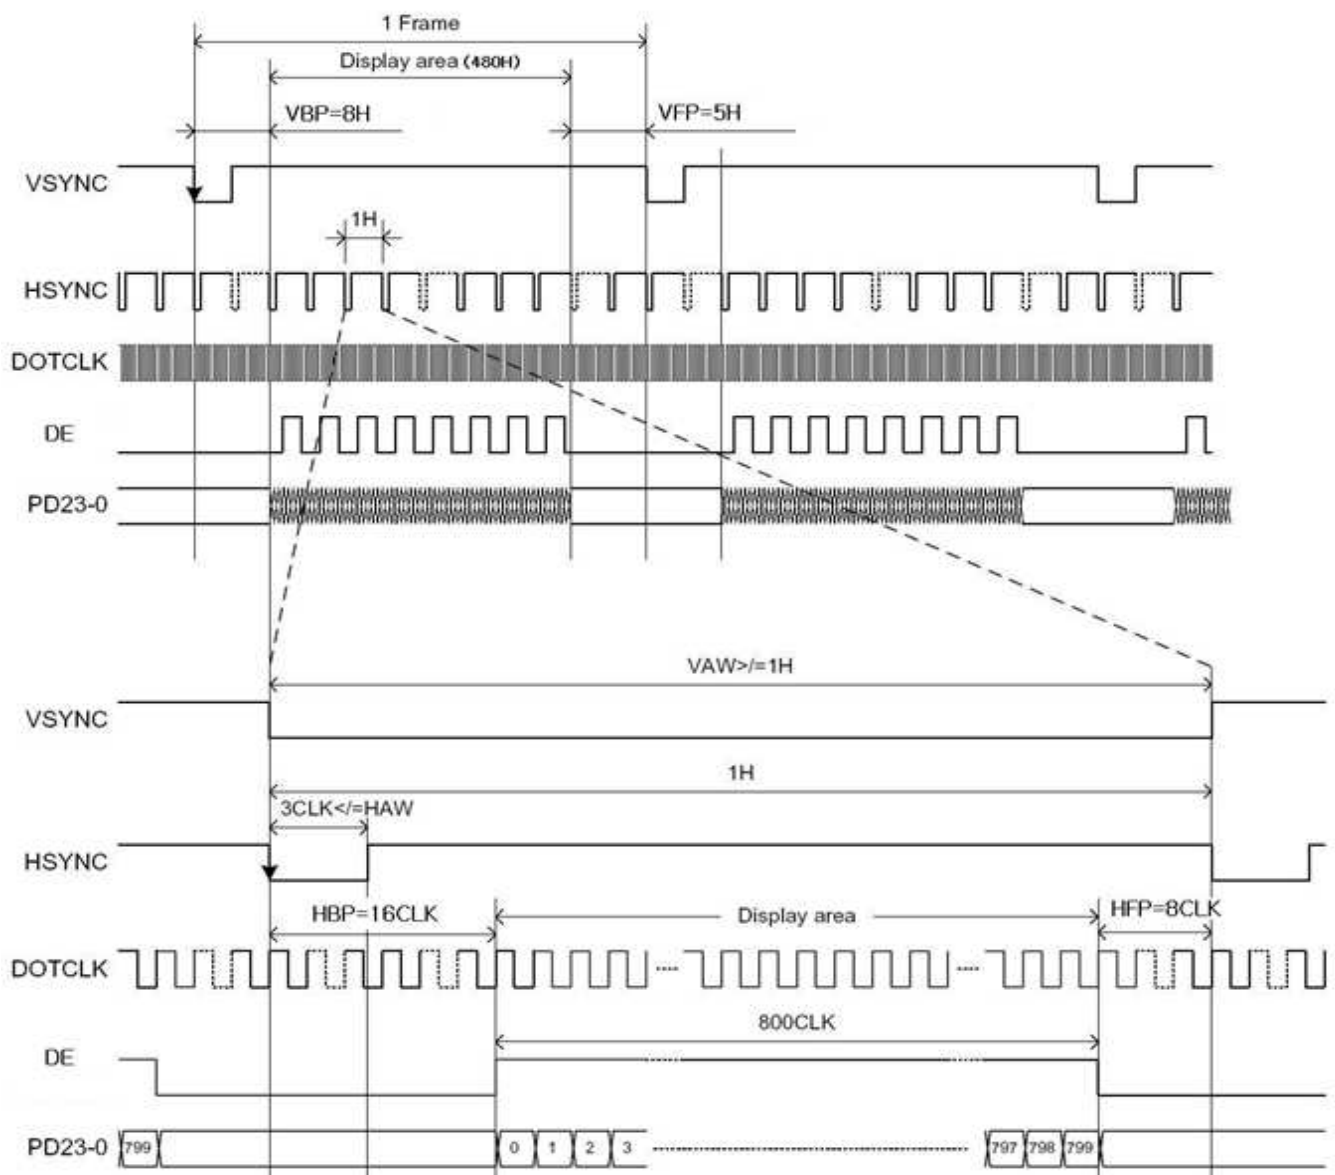 1 Frame
Display area (480H)
VBP=8H
VFP=5H
VSYNC
1H
HSYNC
DOTCLK
DE
PD23-0
VAW>/=1H
VSYNC
1H
3CLK</=HAW
HSYNC
HBP=16CLK
Display area
HFP=8CLK
DOTCLK
800CLK
DE
PD23-0 799 0 1 2 3 797 798 799